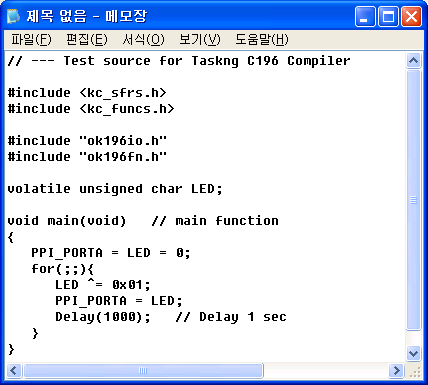 제목 없음 - 메모장
파일(F) 편집(E) 서식(O) 보기(V) 도움말(H)
// --- Test source for Taskng C196 Compiler
#include <kc_sfrs.h>
#include <kc_funcs.h>
#include "ok196io.h"
#include "ok196fn.h"
volatile unsigned char LED;
void main(void)   // main function
{
   PPI_PORTA = LED = 0;
   for(;;){
      LED ^= 0x01;
      PPI_PORTA = LED;
      Delay(1000);   // Delay 1 sec
   }
}